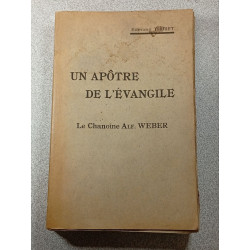 UN APÔTRE
DE L'ÉVANGILE
Le Chanoine Alf. WEBER